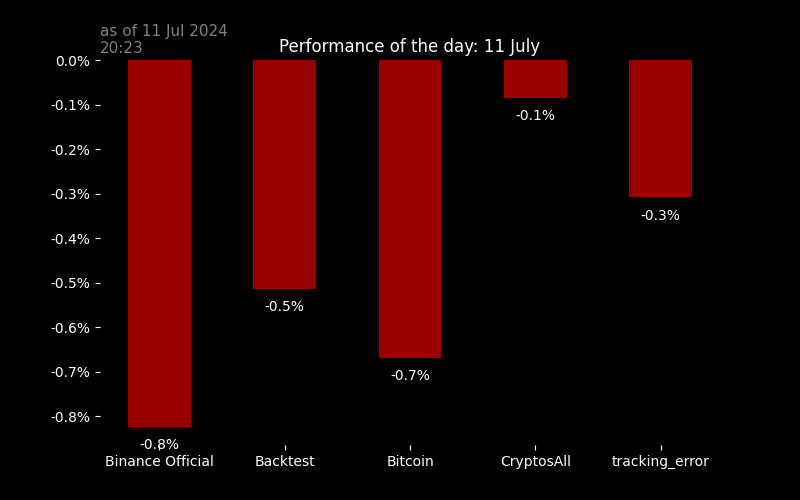 as of 11 Jul 2024
20:23
Performance of the day: 11 July
0.0%
-0.1%
-0.2%
-0.3%
-0.4%
-0.5%
-0.6%
-0.7%
-0.8%
-0.8%
-0.5%
-0.7%
-0.1%
-0.3%
Binance Official
Backtest
Bitcoin
CryptosAll
tracking_error